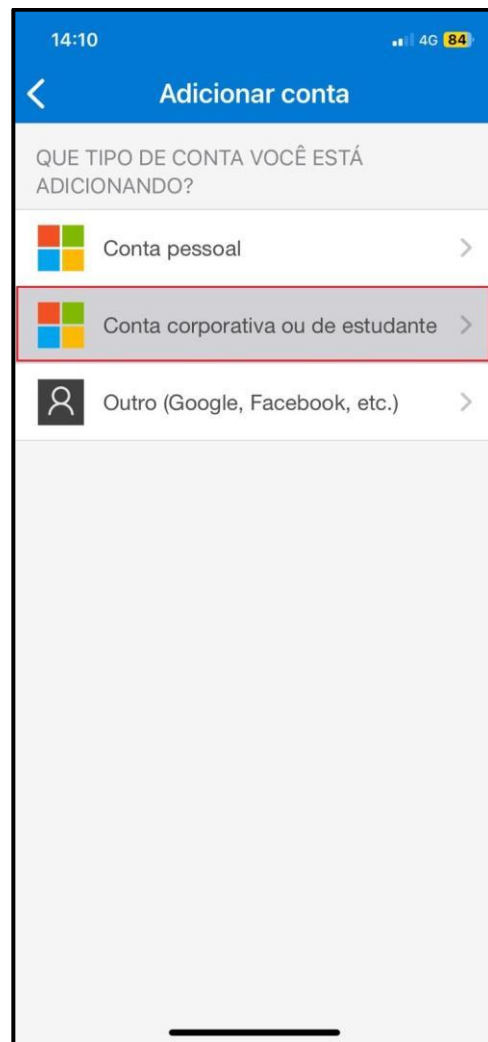 14:10 4G 84
Adicionar conta
QUE TIPO DE CONTA VOCÊ ESTÁ
ADICIONANDO?
Conta pessoal
Conta corporativa ou de estudante
Outro (Google, Facebook, etc.)